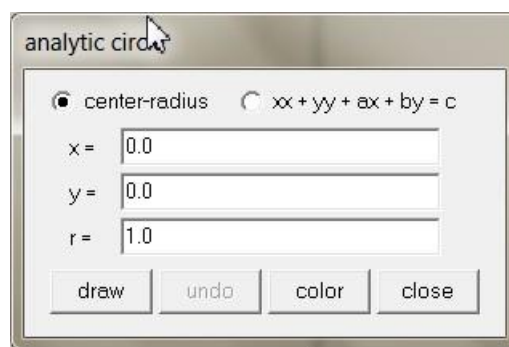 analytic circ
center-radius xx + yy + ax + by = c
x = 0.0
y = 0.0
r = 1.0
draw undo color close